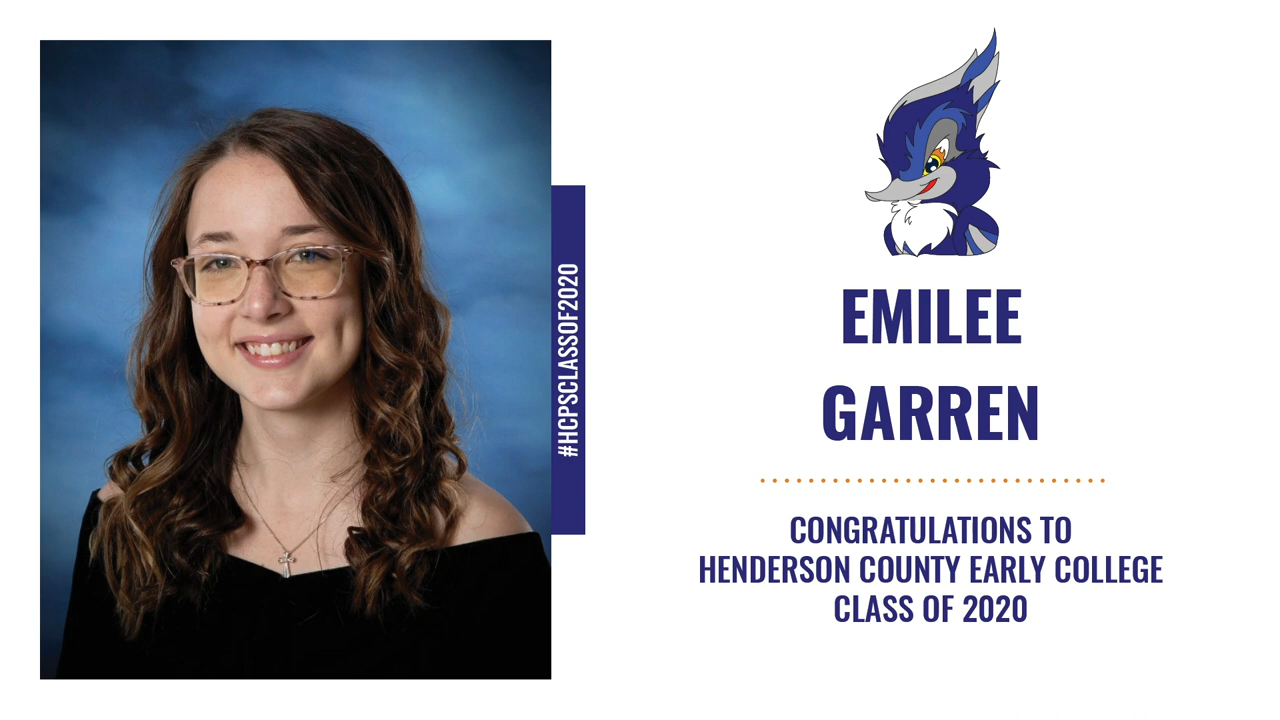 #HCPSCLASSOF2020
EMILEE
GARREN
CONGRATULATIONS TO
HENDERSON COUNTY EARLY COLLEGE
CLASS OF 2020